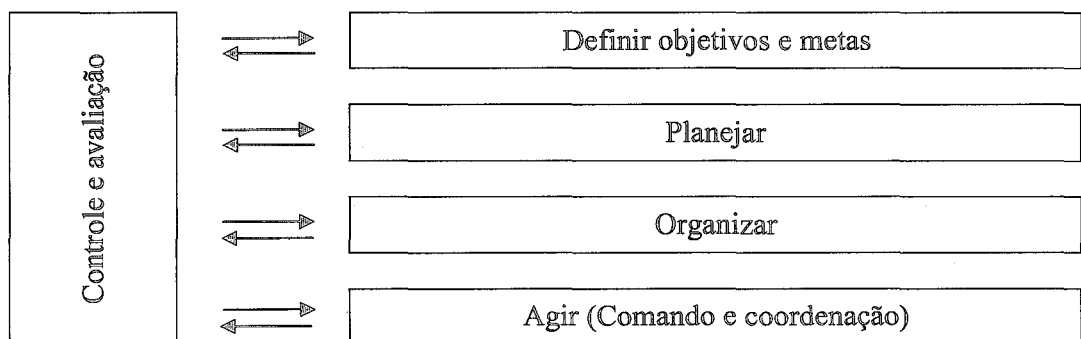 Controle e avaliação
Definir objetivos e metas
Planejar
Organizar
Agir (Comando e coordenação)